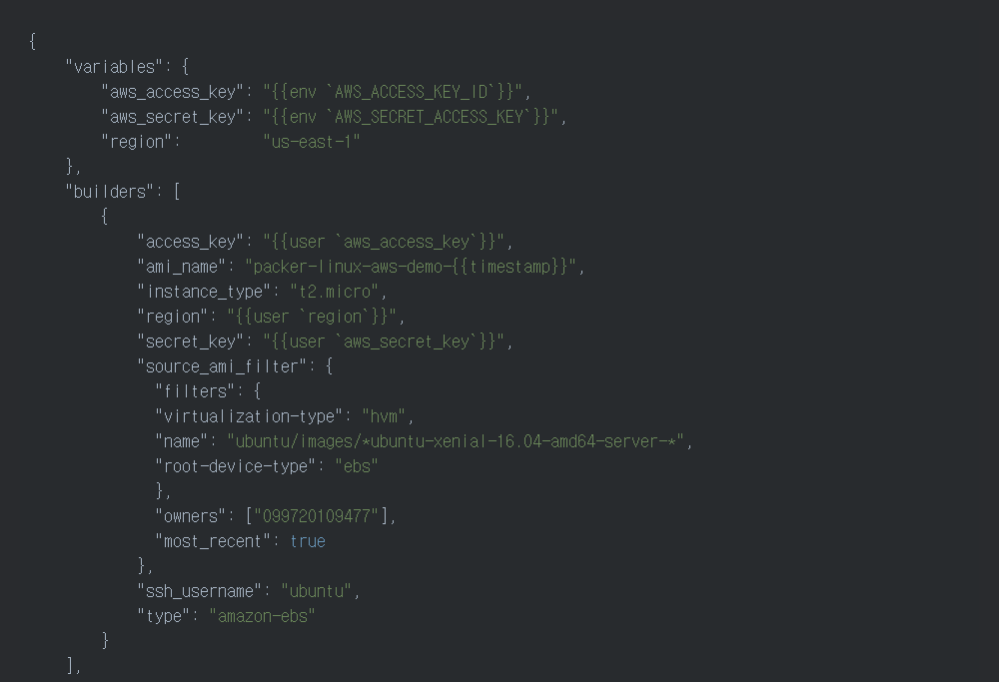 {
    "variables": {
        "aws_access_key": "{{env `AWS_ACCESS_KEY_ID`}}",
        "aws_secret_key": "{{env `AWS_SECRET_ACCESS_KEY`}}",
        "region":         "us-east-1"
    },
    "builders": [
        {
            "access_key": "{{user `aws_access_key`}}",
            "ami_name": "packer-linux-aws-demo-{{timestamp}}",
            "instance_type": "t2.micro",
            "region": "{{user `region`}}",
            "secret_key": "{{user `aws_secret_key`}}",
            "source_ami_filter": {
              "filters": {
              "virtualization-type": "hvm",
              "name": "ubuntu/images/*ubuntu-xenial-16.04-amd64-server-*",
              "root-device-type": "ebs"
              },
              "owners": ["099720109477"],
              "most_recent": true
            },
            "ssh_username": "ubuntu",
            "type": "amazon-ebs"
        }
    ],